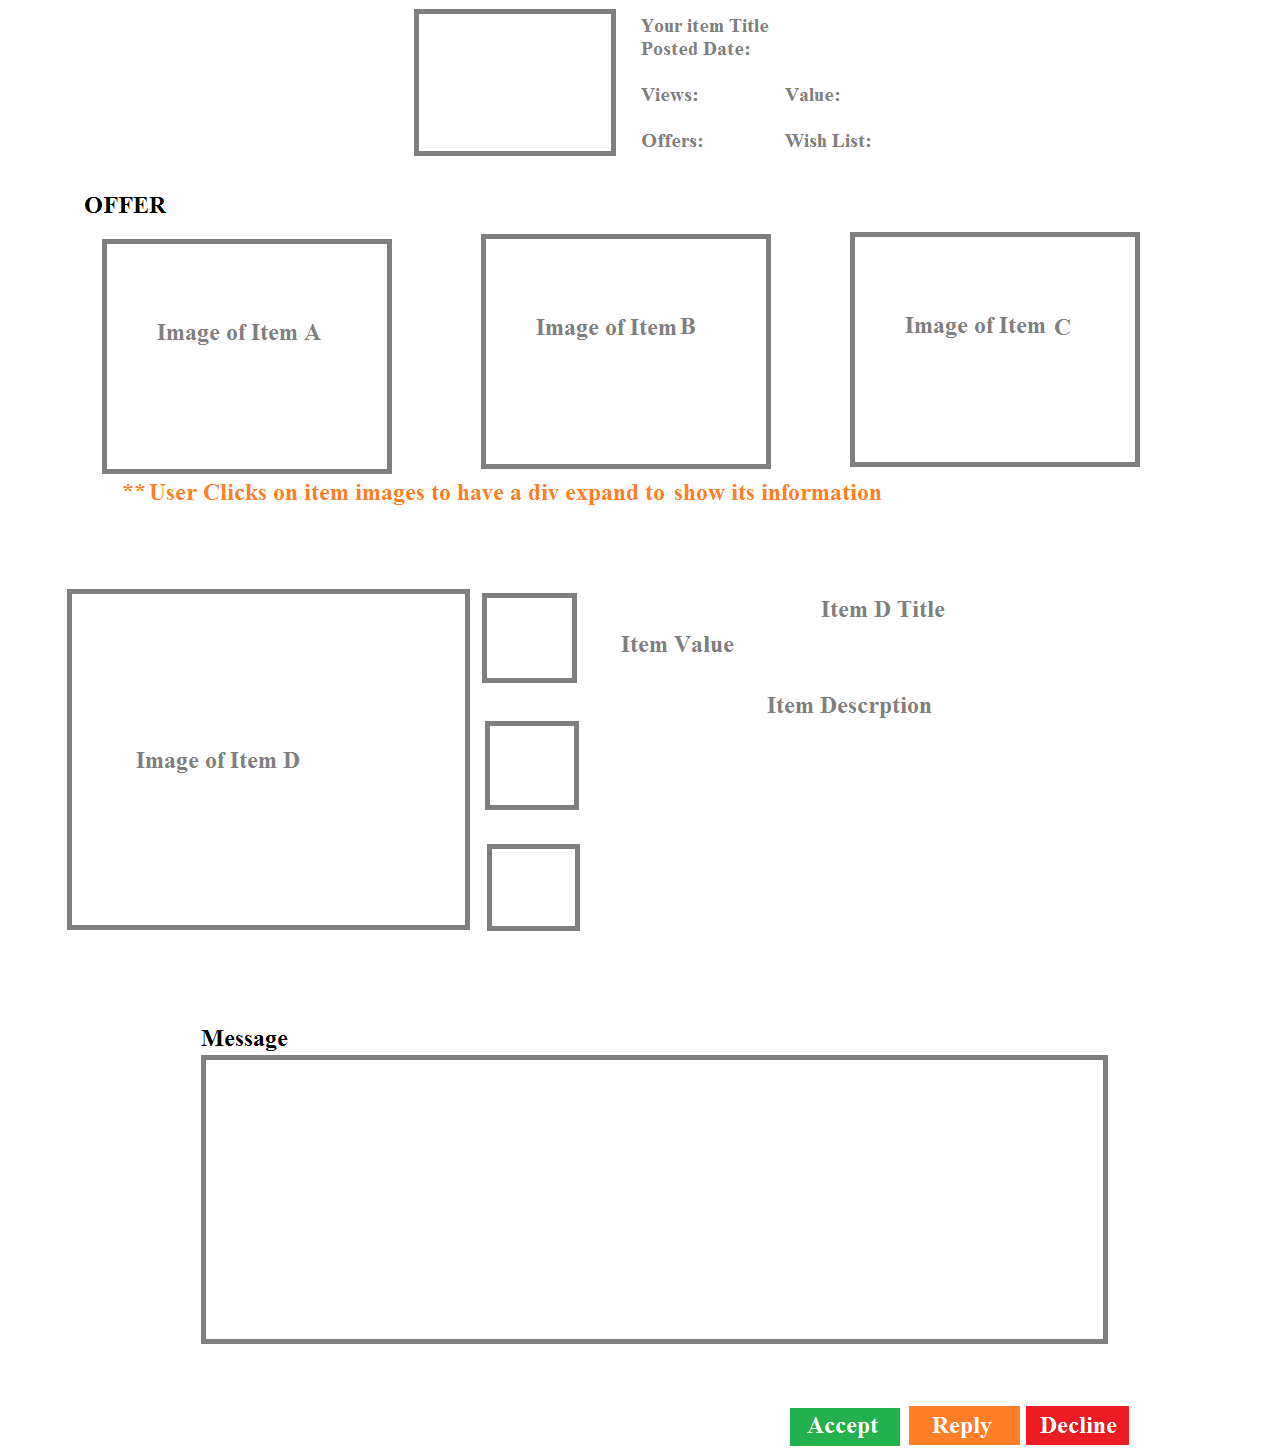 Your item Title
Posted Date:
Views: Value:
Offers: Wish List:
OFFER
Image of Item A
Image of Item B
Image of Item C
** User Clicks on item images to have a div expand to show its information
Item D Title
Item Value
Item Descrption
Image of Item D
Message
Accept Reply Decline